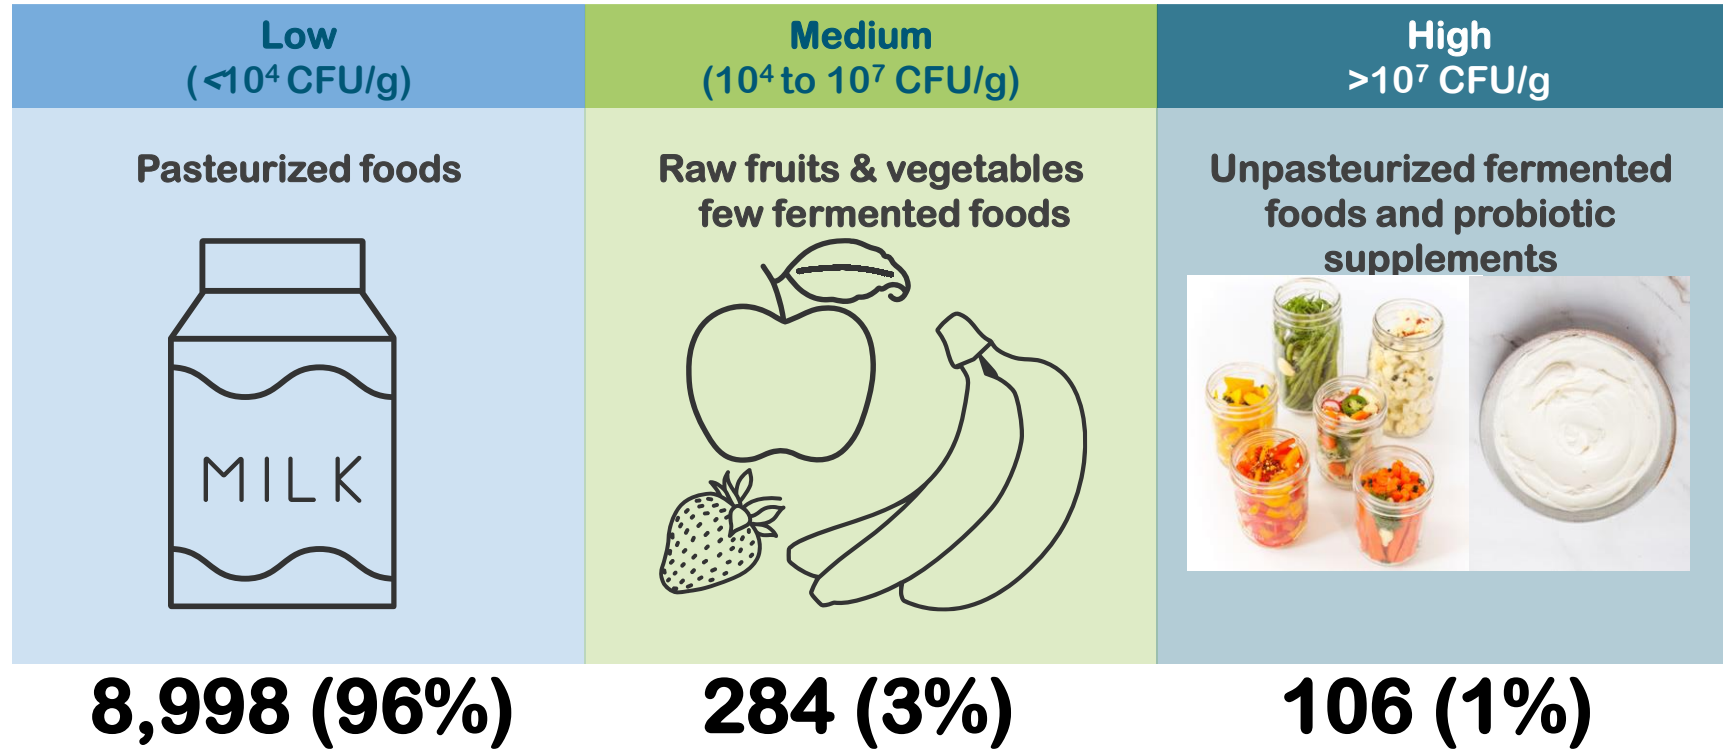 Low
(<10⁴ CFU/g)
Medium
(10⁴ to 10⁷ CFU/g)
High
>10⁷ CFU/g
Pasteurized foods
MILK
Raw fruits & vegetables
few fermented foods
Unpasteurized fermented
foods and probiotic
supplements
8,998 (96%)
284 (3%)
106 (1%)